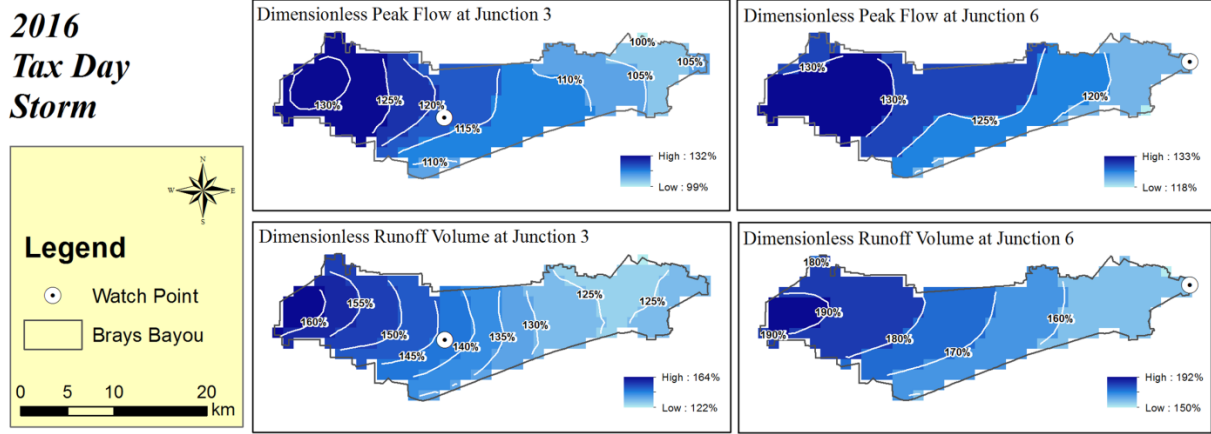 2016
Tax Day
Storm
N
W
E
S
Legend
Watch Point
Brays Bayou
0 5 10 20
km
Dimensionless Peak Flow at Junction 3
100%
105%
105%
110%
130%
125%
120%
115%
110%
High : 132%
Low : 99%
Dimensionless Peak Flow at Junction 6
130%
130%
120%
125%
High : 133%
Low : 118%
Dimensionless Runoff Volume at Junction 3
160%
155%
150%
145%
140%
135%
130%
125%
125%
High : 164%
Low : 122%
Dimensionless Runoff Volume at Junction 6
180%
190%
190%
180%
170%
160%
High : 192%
Low : 150%